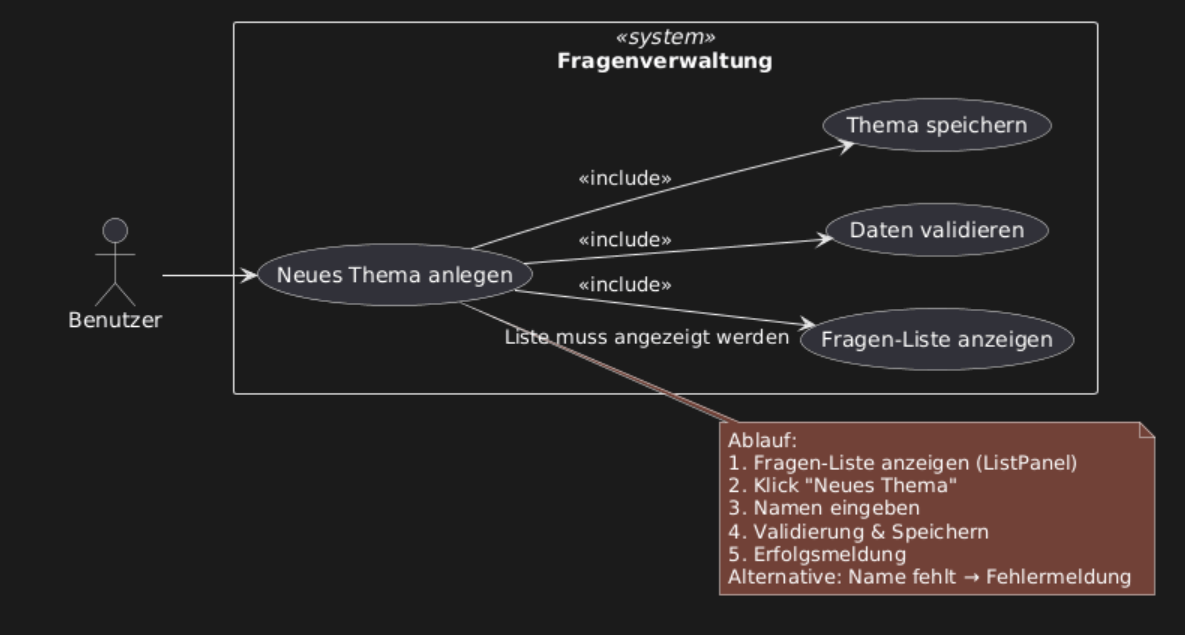 «system»
Fragenverwaltung
Thema speichern
«include»
Daten validieren
«include»
Neues Thema anlegen
«include»
Benutzer
Liste muss angezeigt werden
Fragen-Liste anzeigen
Ablauf:
1. Fragen-Liste anzeigen (ListPanel)
2. Klick "Neues Thema"
3. Namen eingeben
4. Validierung & Speichern
5. Erfolgsmeldung
Alternative: Name fehlt → Fehlermeldung